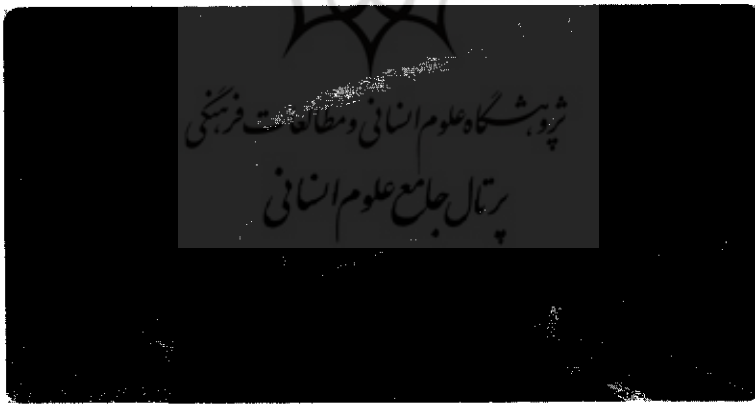 پژوهشگاه علوم انسانی و مطالعات فرهنگی
پرتال جامع علوم انسانی